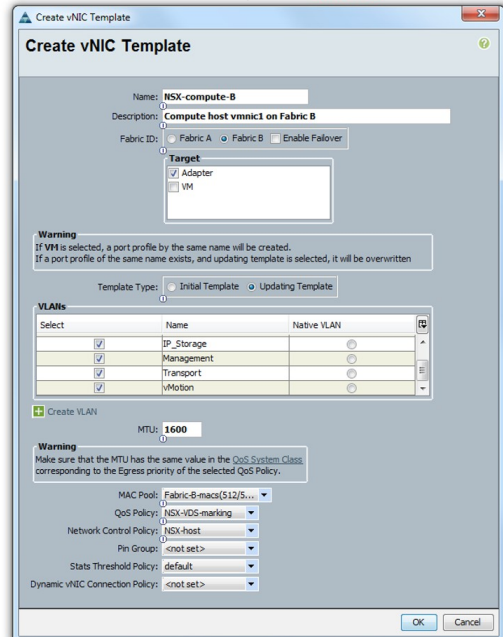 Create vNIC Template
Create vNIC Template
Name: NSX-compute-B
Description: Compute host vmnic1 on Fabric B
Fabric ID: Fabric A Fabric B Enable Failover
Target
Adapter
VM
Warning
If VM is selected, a port profile by the same name will be created.
If a port profile of the same name exists, and updating template is selected, it will be overwritten
Template Type: Initial Template Updating Template
VLANs
Select Name Native VLAN
IP_Storage
Management
Transport
vMotion
Create VLAN
MTU: 1600
Warning
Make sure that the MTU has the same value in the QoS System Class
corresponding to the Egress priority of the selected QoS Policy.
MAC Pool: Fabric-B-macs(512/5...
QoS Policy: NSX-VDS-marking
Network Control Policy: NSX-host
Pin Group: <not set>
Stats Threshold Policy: default
Dynamic vNIC Connection Policy: <not set>
OK Cancel